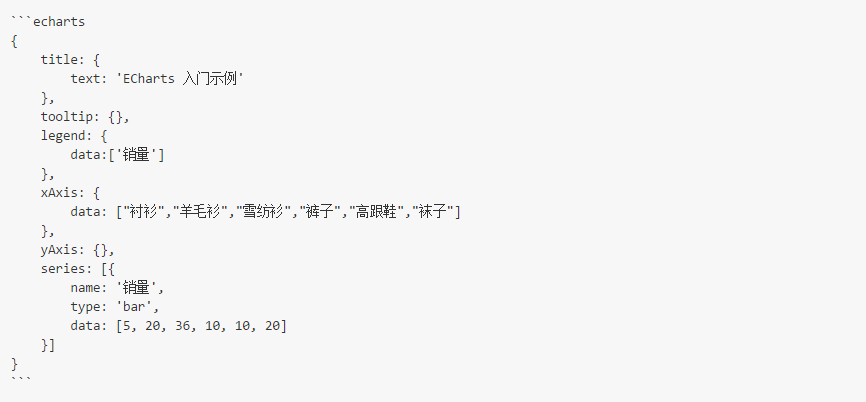 ```echarts
{
    title: {
        text: 'ECharts 入门示例'
    },
    tooltip: {},
    legend: {
        data:['销量']
    },
    xAxis: {
        data: ["衬衫","羊毛衫","雪纺衫","裤子","高跟鞋","袜子"]
    },
    yAxis: {},
    series: [{
        name: '销量',
        type: 'bar',
        data: [5, 20, 36, 10, 10, 20]
    }]
}
```